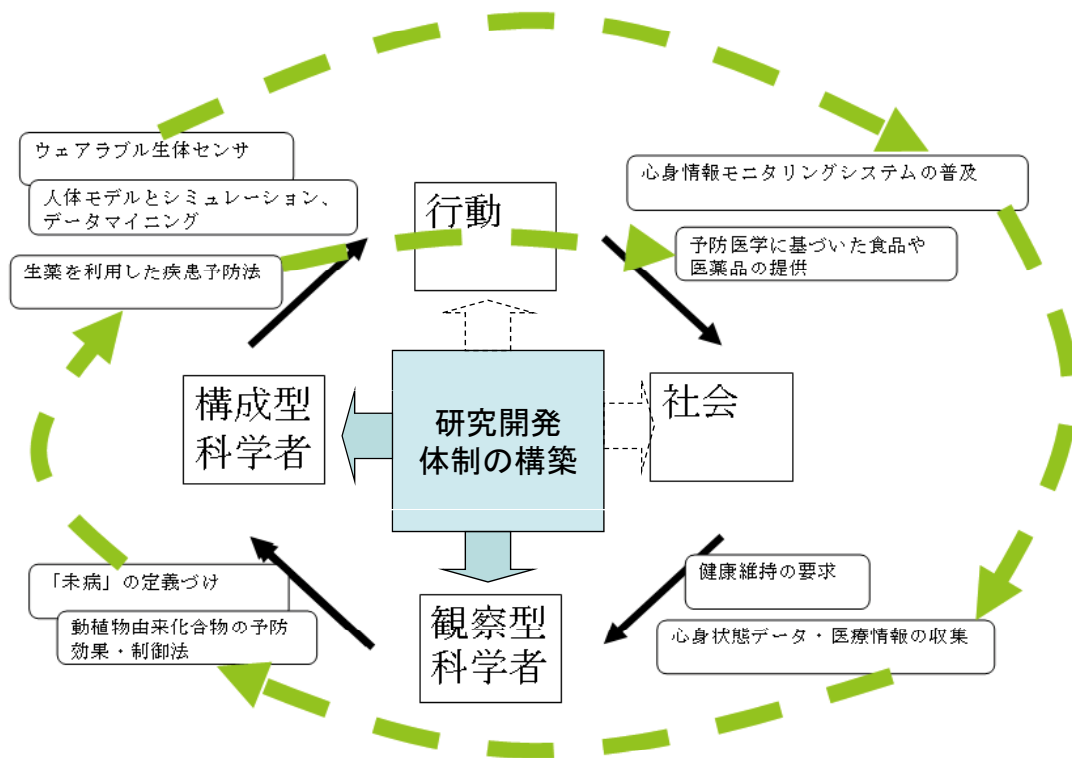 ウェアラブル生体センサ
人体モデルとシミュレーション、
データマイニング
生薬を利用した疾患予防法
行動
心身情報モニタリングシステムの普及
予防医学に基づいた食品や
医薬品の提供
構成型
科学者
研究開発
体制の構築
社会
「未病」の定義づけ
動植物由来化合物の予防
効果・制御法
観察型
科学者
健康維持の要求
心身状態データ・医療情報の収集